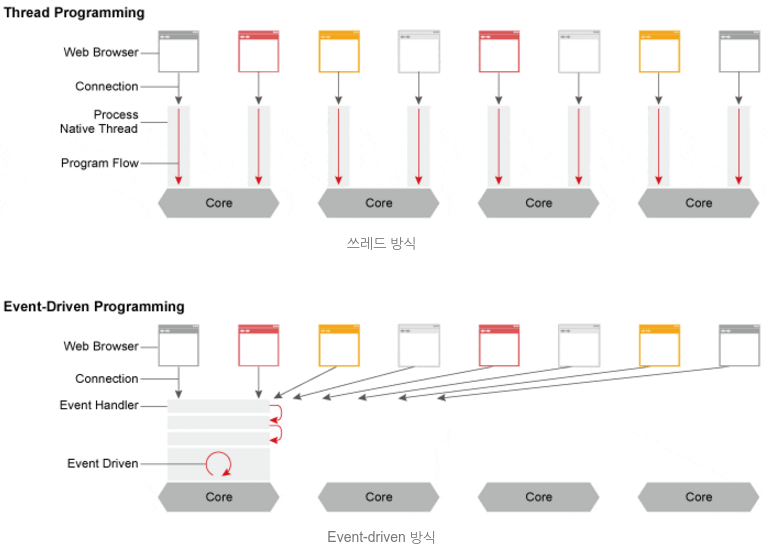 Thread Programming
Web Browser
Connection
Process
Native Thread
Program Flow
Core Core Core Core
쓰레드 방식
Event-Driven Programming
Web Browser
Connection
Event Handler
Event Driven
Core Core Core Core
Event-driven 방식